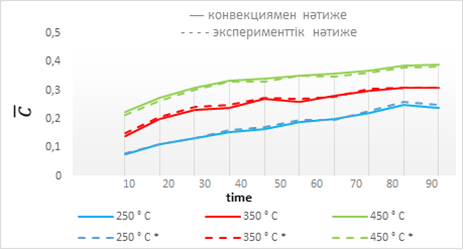 конвекциямен нәтиже
эксперименттік нәтиже
0,5
0,4
0,3
0,2
0,1
0
c̅
10 20 30 40 50 60 70 80 90
time
250 ° C 350 ° C 450 ° C
250 ° C * 350 ° C * 450 ° C *